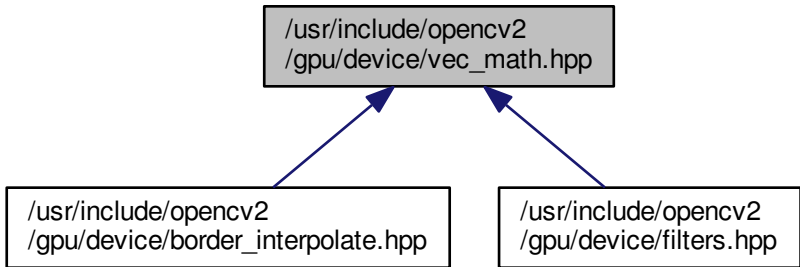 /usr/include/opencv2
/gpu/device/vec_math.hpp
/usr/include/opencv2
/gpu/device/border_interpolate.hpp
/usr/include/opencv2
/gpu/device/filters.hpp